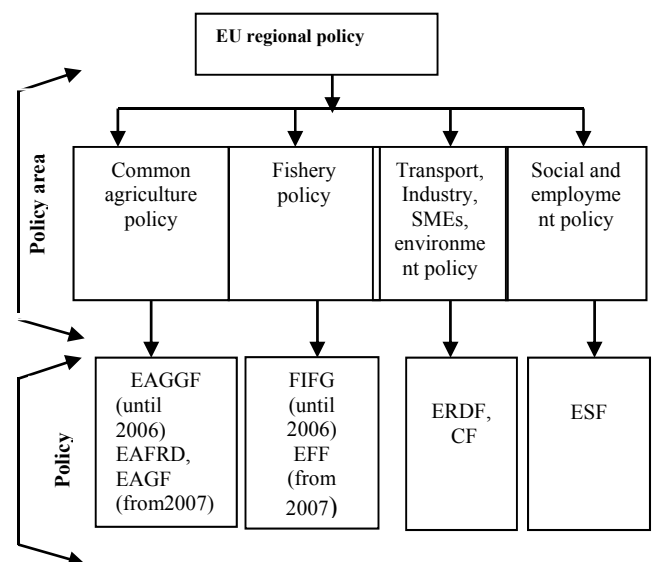 EU regional policy
Policy area
Common
agriculture
policy
Fishery
policy
Transport,
Industry,
SMEs,
environme
nt policy
Social and
employme
nt policy
Policy
EAGGF
(until
2006)
EAFRD,
EAGF
(from2007)
FIFG
(until
2006)
EFF
(from
2007)
ERDF,
CF
ESF